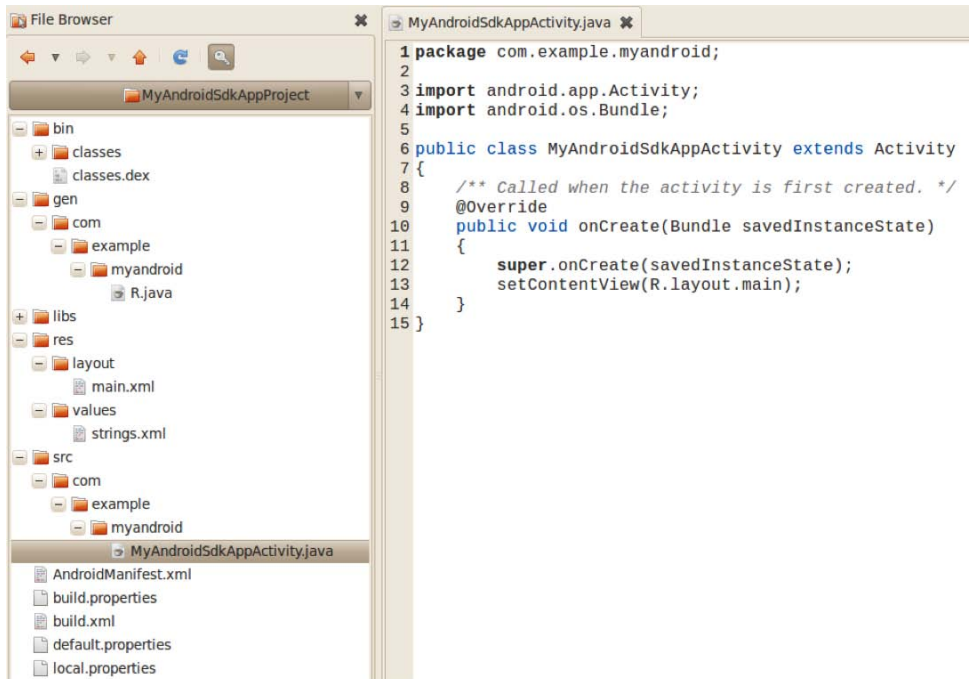 File Browser
MyAndroidSdkAppProject
bin
classes
classes.dex
gen
com
example
myandroid
R.java
libs
res
layout
main.xml
values
strings.xml
src
com
example
myandroid
MyAndroidSdkAppActivity.java
AndroidManifest.xml
build.properties
build.xml
default.properties
local.properties
MyAndroidSdkAppActivity.java
1 package com.example.myandroid;
2
3 import android.app.Activity;
4 import android.os.Bundle;
5
6 public class MyAndroidSdkAppActivity extends Activity
7 {
8     /** Called when the activity is first created. */
9     @Override
10     public void onCreate(Bundle savedInstanceState)
11     {
12         super.onCreate(savedInstanceState);
13         setContentView(R.layout.main);
14     }
15 }